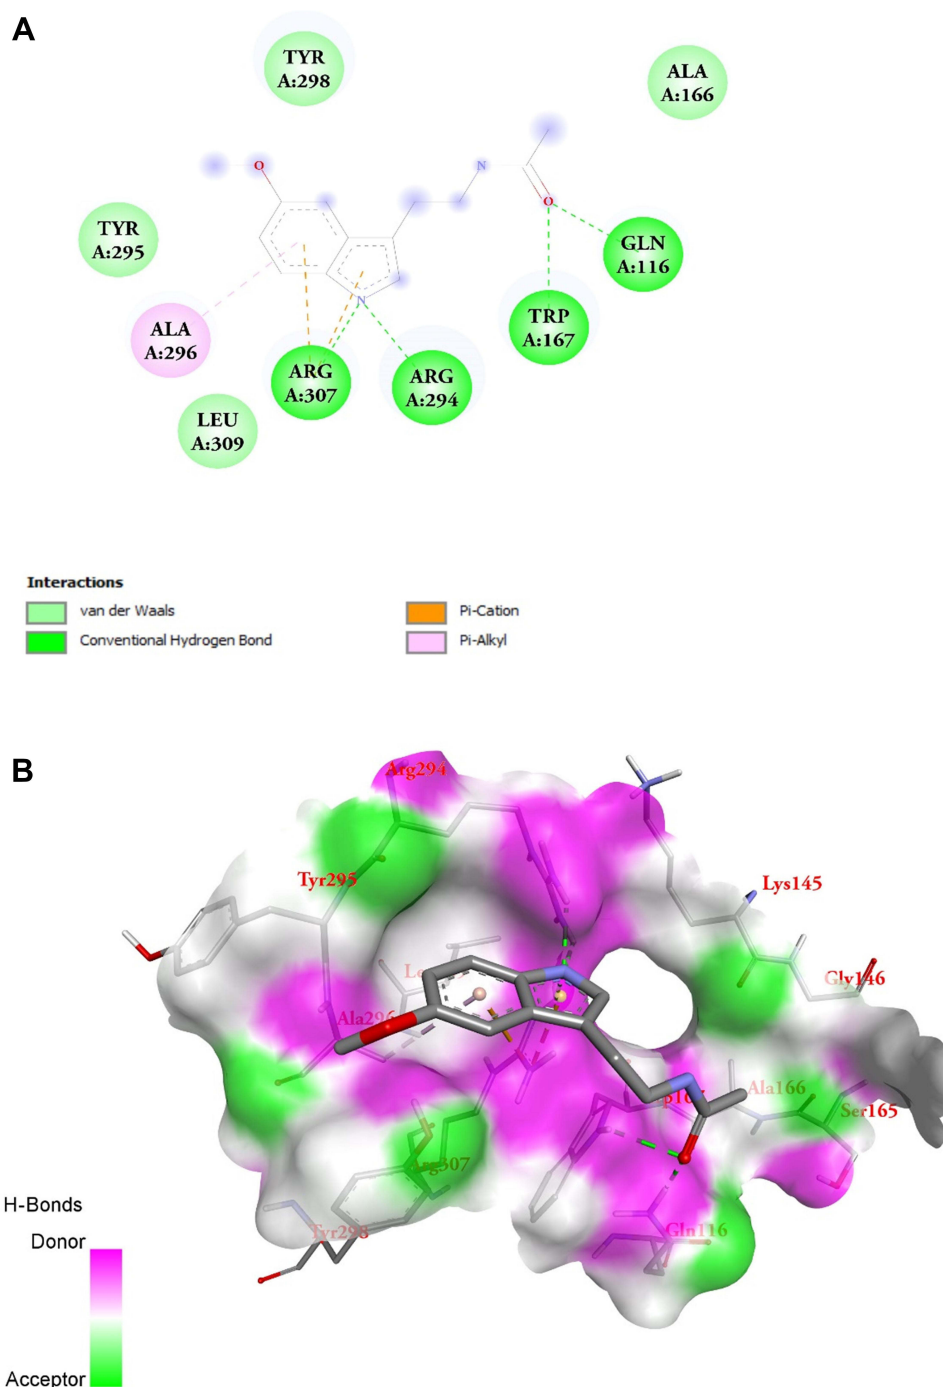 A
TYR
A:298
ALA
A:166
O
N
O
TYR
A:295
GLN
A:116
ALA
A:296
TRP
A:167
N
ARG
A:307
ARG
A:294
LEU
A:309
Interactions
van der Waals
Conventional Hydrogen Bond
Pi-Cation
Pi-Alkyl
B
Arg294
Tyr295
Lys145
Gly146
Ala296
Ala166
Ser165
Arg307
Tyr298
Gln116
H-Bonds
Donor
Acceptor